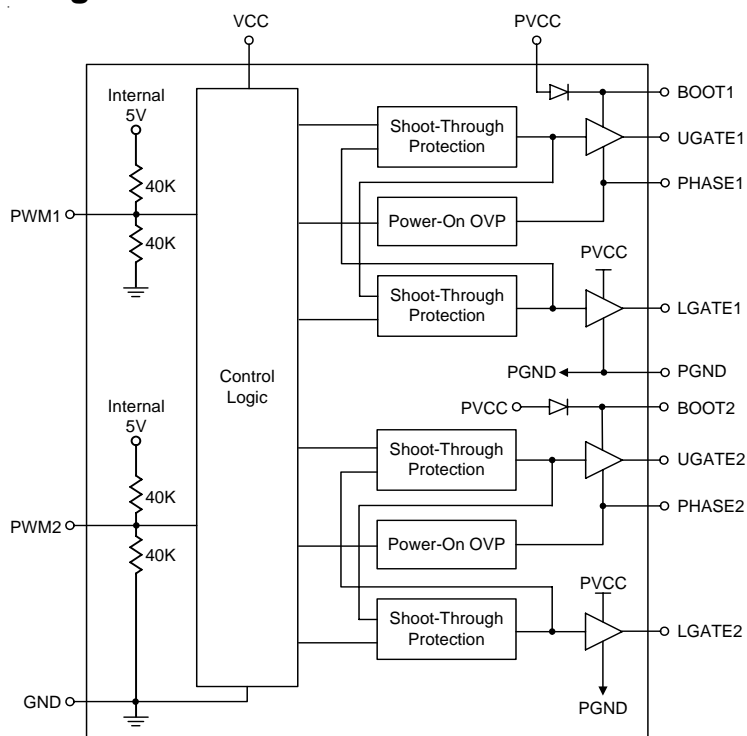 VCC
PVCC
BOOT1
Internal
5V
Shoot-Through
Protection
UGATE1
40K
PHASE1
PWM1
40K
Power-On OVP
PVCC
Shoot-Through
Protection
LGATE1
Control
Logic
PGND
PGND
Internal
5V
PVCC
BOOT2
Shoot-Through
Protection
UGATE2
40K
PHASE2
PWM2
40K
Power-On OVP
PVCC
Shoot-Through
Protection
LGATE2
GND
PGND